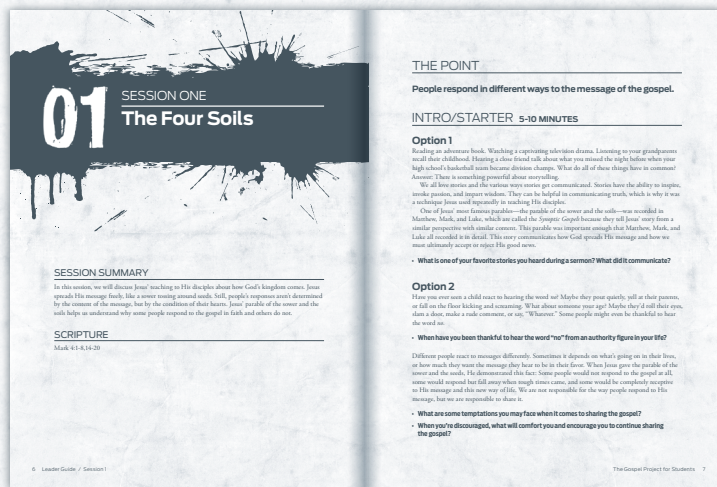 01
SESSION ONE
The Four Soils
SESSION SUMMARY
In this session, we will discuss Jesus' teaching to His disciples about how God's kingdom comes. Jesus
spreads His message freely, like a sower tossing around seeds. Still, people's responses aren't determined
by the content of the message, but by the condition of their hearts. Jesus' parable of the sower and the
soils helps us understand why some people respond to the gospel in faith and others do not.
SCRIPTURE
Mark 4:1-8,14-20
6 Leader Guide / Session 1
THE POINT
People respond in different ways to the message of the gospel.
INTRO/STARTER 5-10 MINUTES
Option 1
Reading an adventure book. Watching a captivating television drama. Listening to your grandparents
recall their childhood. Hearing a close friend talk about what you missed the night before when your
high school's basketball team became division champs. What do all of these things have in common?
Answer: There is something powerful about storytelling.
We all love stories and the various ways stories get communicated. Stories have the ability to inspire,
invoke passion, and impart wisdom. They can be helpful in communicating truth, which is why it was
a technique Jesus used repeatedly in teaching His disciples.
One of Jesus' most famous parables—the parable of the sower and the soils—was recorded in
Matthew, Mark, and Luke, which are called the Synoptic Gospels because they tell Jesus' story from a
similar perspective with similar content. This parable was important enough that Matthew, Mark, and
Luke all recorded it in detail. This story communicates how God spreads His message and how we
must ultimately accept or reject His good news.
• What is one of your favorite stories you heard during a sermon? What did it communicate?
Option 2
Have you ever seen a child react to hearing the word no? Maybe they pout quietly, yell at their parents,
or fall on the floor kicking and screaming. What about someone your age? Maybe they'd roll their eyes,
slam a door, make a rude comment, or say, "Whatever." Some people might even be thankful to hear
the word no.
• When have you been thankful to hear the word "no" from an authority figure in your life?
Different people react to messages differently. Sometimes it depends on what's going on in their lives,
or how much they want the message they hear to be in their favor. When Jesus gave the parable of the
sower and the seeds, He demonstrated this fact: Some people would not respond to the gospel at all,
some would respond but fall away when tough times came, and some would be completely receptive
to His message and this new way of life. We are not responsible for the way people respond to His
message, but we are responsible to share it.
• What are some temptations you may face when it comes to sharing the gospel?
• When you're discouraged, what will comfort you and encourage you to continue sharing
the gospel?
The Gospel Project for Students 7